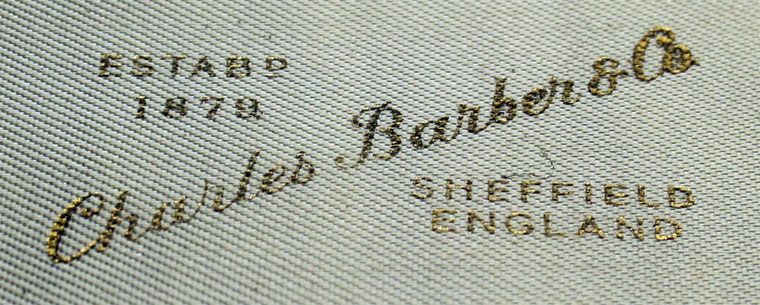 ESTABD
1879
Charles Barber & Co
SHEFFIELD
ENGLAND